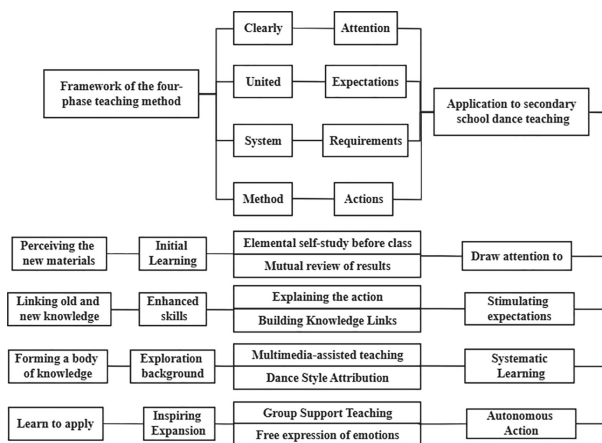 Clearly
Attention
Framework of the four-
phase teaching method
United
Expectations
Application to secondary
school dance teaching
System
Requirements
Method
Actions
Perceiving the
new materials
Initial
Learning
Elemental self-study before class
Mutual review of results
Draw attention to
Linking old and
new knowledge
Enhanced
skills
Explaining the action
Building Knowledge Links
Stimulating
expectations
Forming a body
of knowledge
Exploration
background
Multimedia-assisted teaching
Dance Style Attribution
Systematic
Learning
Learn to apply
Inspiring
Expansion
Group Support Teaching
Free expression of emotions
Autonomous
Action